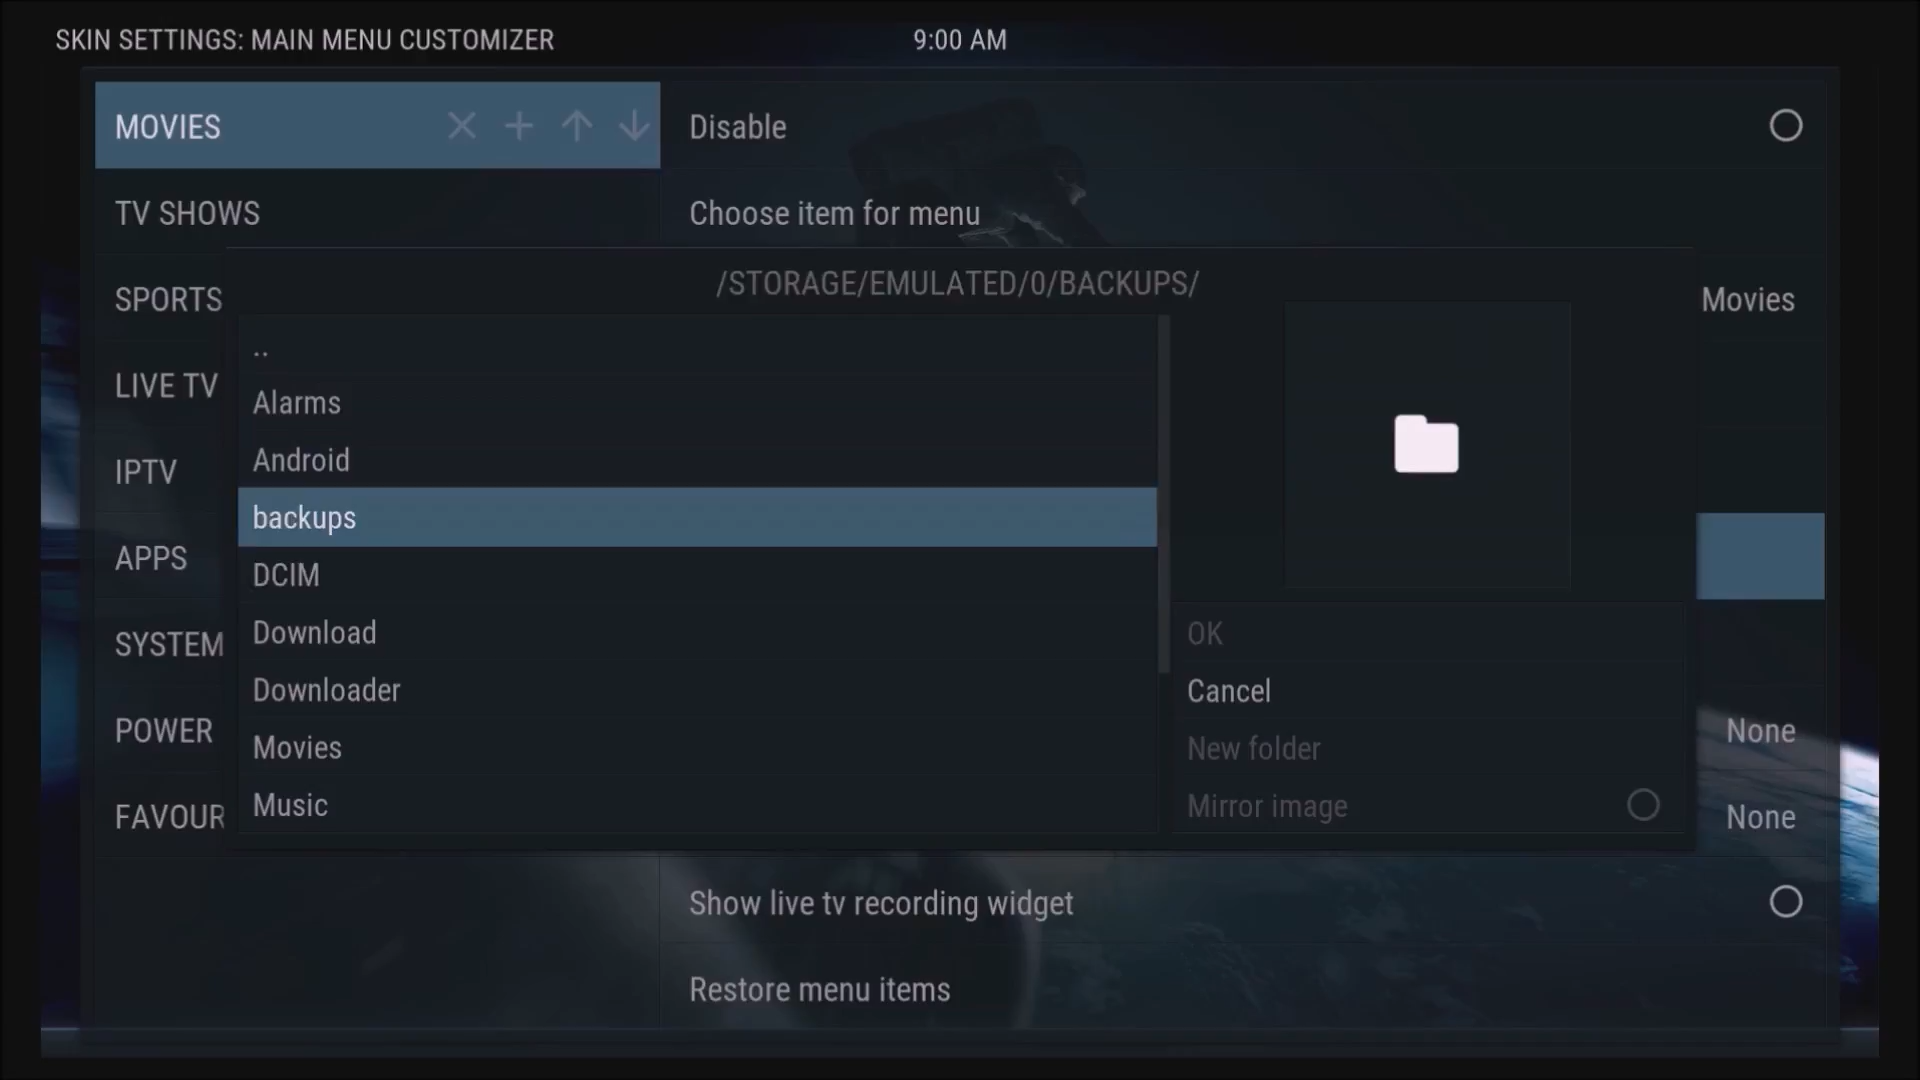 SKIN SETTINGS: MAIN MENU CUSTOMIZER
9:00 AM
MOVIES
TV SHOWS
SPORTS
LIVE TV
IPTV
APPS
SYSTEM
POWER
FAVOUR
Disable
Choose item for menu
Movies
None
None
Show live tv recording widget
Restore menu items
/STORAGE/EMULATED/0/BACKUPS/
..
Alarms
Android
backups
DCIM
Download
Downloader
Movies
Music
OK
Cancel
New folder
Mirror image